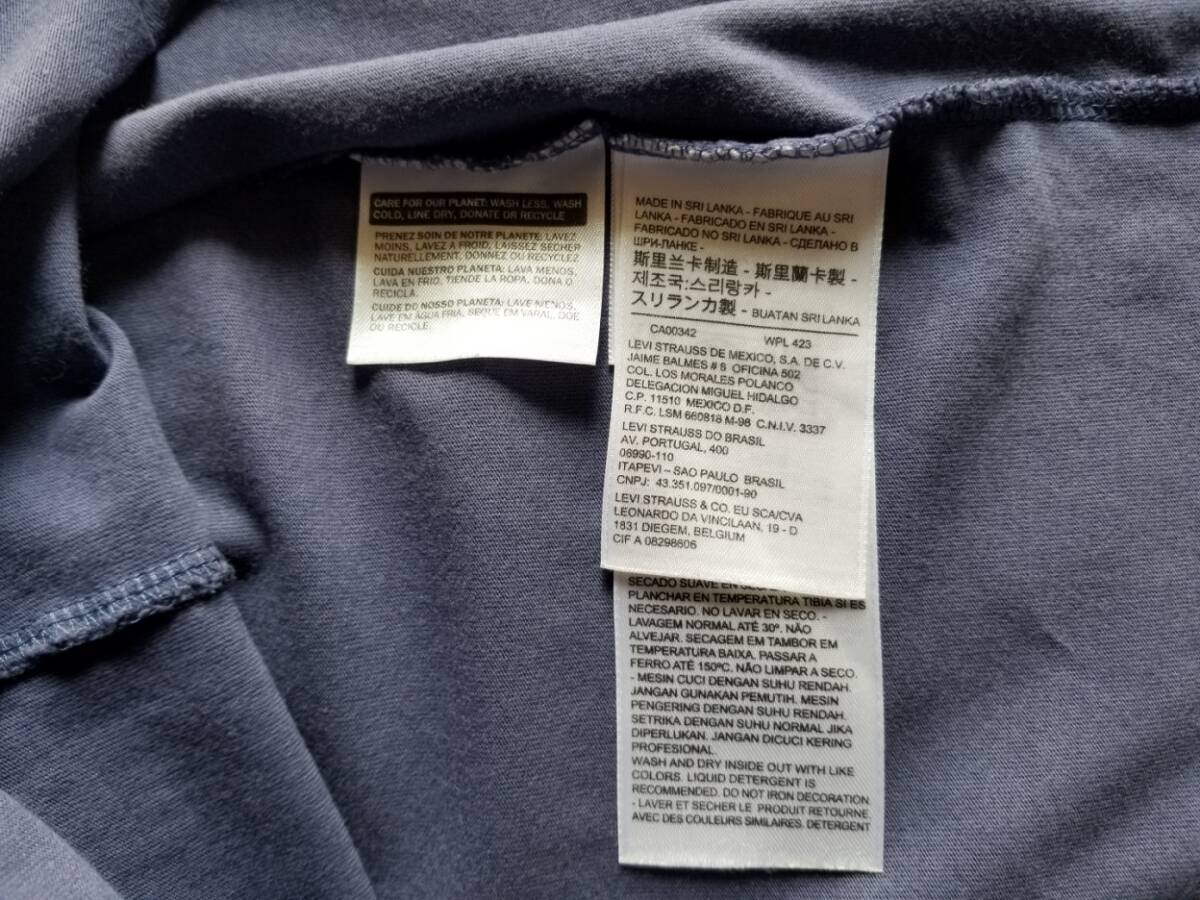 CARE FOR OUR PLANET: WASH LESS, WASH
COLD, LINE DRY, DONATE OR RECYCLE
PRENEZ SOIN DE NOTRE PLANETE: LAVEZ
MOINS, LAVEZ A FROID, LAISSEZ SECHER
NATURELLEMENT, DONNEZ OU RECYCLEZ
CUIDA NUESTRO PLANETA: LAVA MENOS,
LAVA EN FRIO, TIENDE LA ROPA, DONA O
RECICLA.
CUIDE DO NOSSO PLANETA: LAVE MENOS,
LAVE EM AGUA FRIA, SEQUE EM VARAL, DOE
OU RECICLE.
MADE IN SRI LANKA - FABRIQUE AU SRI
LANKA - FABRICADO EN SRI LANKA -
FABRICADO NO SRI LANKA - СДЕЛАНО В
ШРИ-ЛАНКЕ -
斯里兰卡制造 - 斯里蘭卡製 -
제조국:스리랑카 -
スリランカ製 - BUATAN SRI LANKA
CA00342 WPL 423
LEVI STRAUSS DE MEXICO, S.A. DE C.V.
JAIME BALMES # 8 OFICINA 502
COL. LOS MORALES POLANCO
DELEGACION MIGUEL HIDALGO
C.P. 11510 MEXICO D.F.
R.F.C. LSM 660818 M-98 C.N.I.V. 3337
LEVI STRAUSS DO BRASIL
AV. PORTUGAL, 400
06990-110
ITAPEVI – SAO PAULO BRASIL
CNPJ: 43.351.097/0001-90
LEVI STRAUSS & CO. EU SCA/CVA
LEONARDO DA VINCILAAN, 19 - D
1831 DIEGEM, BELGIUM
CIF A 08298606
SECADO SUAVE EN
PLANCHAR EN TEMPERATURA TIBIA SI ES
NECESARIO. NO LAVAR EN SECO. -
LAVAGEM NORMAL ATÉ 30º. NÃO
ALVEJAR. SECAGEM EM TAMBOR EM
TEMPERATURA BAIXA. PASSAR A
FERRO ATÉ 150ºC. NÃO LIMPAR A SECO.
- MESIN CUCI DENGAN SUHU RENDAH.
JANGAN GUNAKAN PEMUTIH. MESIN
PENGERING DENGAN SUHU RENDAH.
SETRIKA DENGAN SUHU NORMAL JIKA
DIPERLUKAN. JANGAN DICUCI KERING
PROFESIONAL.
WASH AND DRY INSIDE OUT WITH LIKE
COLORS. LIQUID DETERGENT IS
RECOMMENDED. DO NOT IRON DECORATION.
- LAVER ET SECHER LE PRODUIT RETOURNE
AVEC DES COULEURS SIMILAIRES. DETERGENT